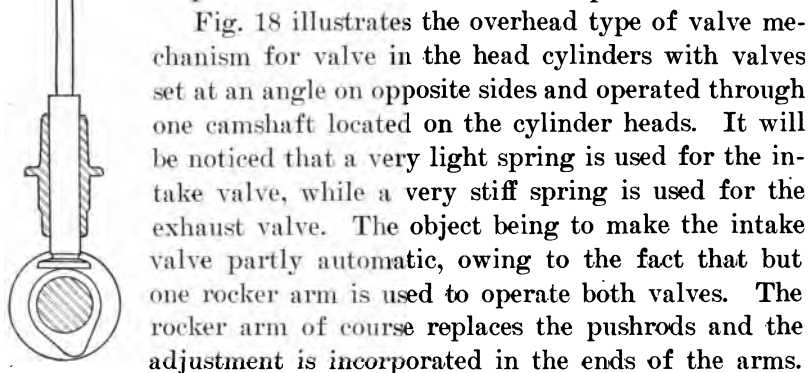 Fig. 18 illustrates the overhead type of valve me-
chanism for valve in the head cylinders with valves
set at an angle on opposite sides and operated through
one camshaft located on the cylinder heads. It will
be noticed that a very light spring is used for the in-
take valve, while a very stiff spring is used for the
exhaust valve. The object being to make the intake
valve partly automatic, owing to the fact that but
one rocker arm is used to operate both valves. The
rocker arm of course replaces the pushrods and the
adjustment is incorporated in the ends of the arms.